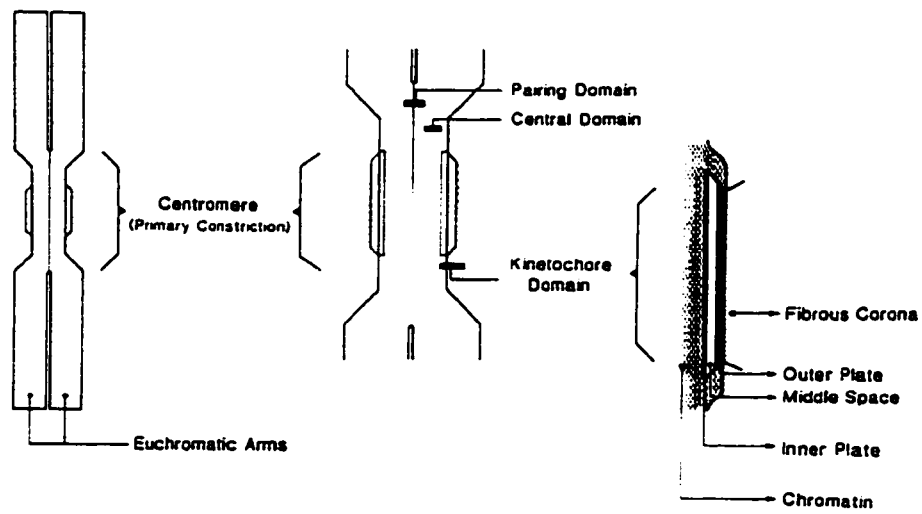 Pairing Domain
Central Domain
Centromere
(Primary Constriction)
Kinetochore
Domain
Fibrous Corona
Outer Plate
Middle Space
Inner Plate
Chromatin
Euchromatic Arms